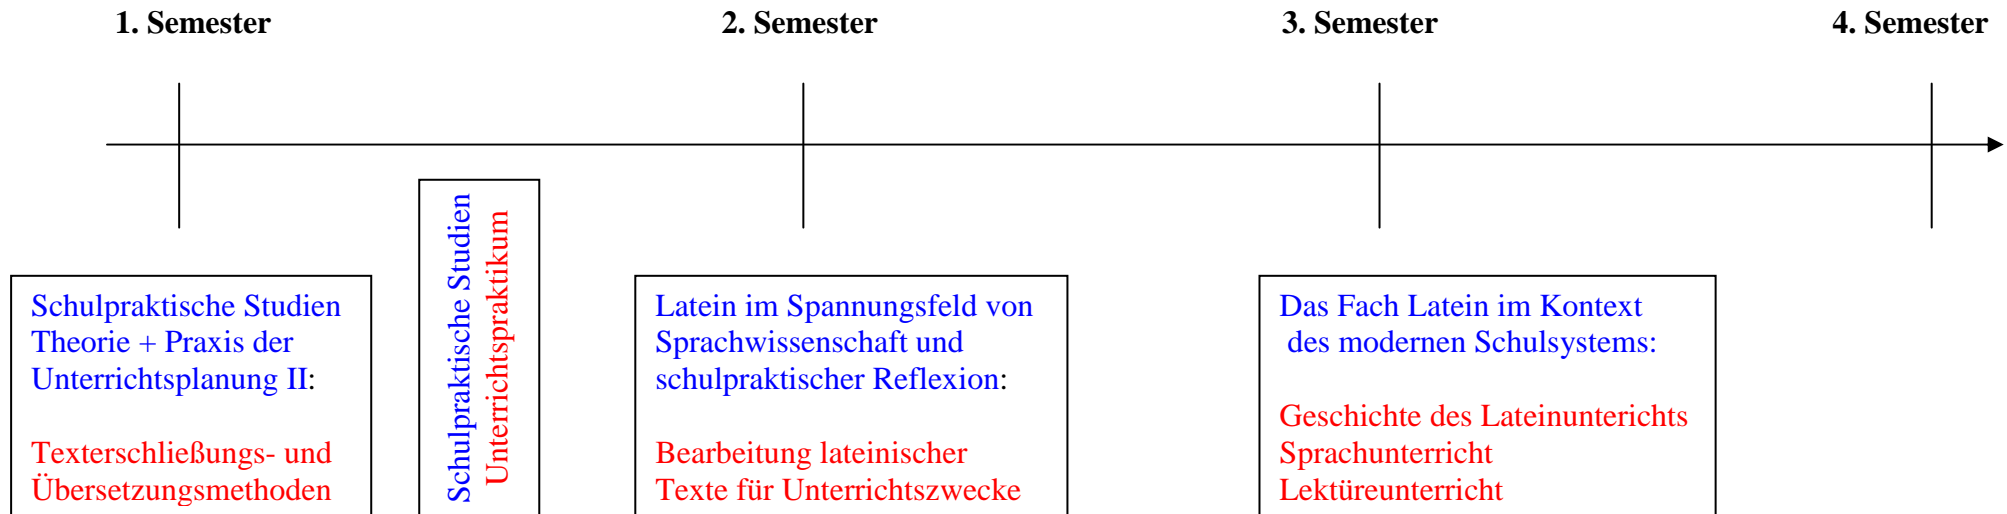 1. Semester
2. Semester
3. Semester
4. Semester
Schulpraktische Studien
Theorie + Praxis der
Unterrichtsplanung II:
Texterschließungs- und
Übersetzungsmethoden
Schulpraktische Studien
Unterrichtspraktikum
Latein im Spannungsfeld von
Sprachwissenschaft und
schulpraktischer Reflexion:
Bearbeitung lateinischer
Texte für Unterrichtszwecke
Das Fach Latein im Kontext
des modernen Schulsystems:
Geschichte des Lateinunterichts
Sprachunterricht
Lektüreunterricht